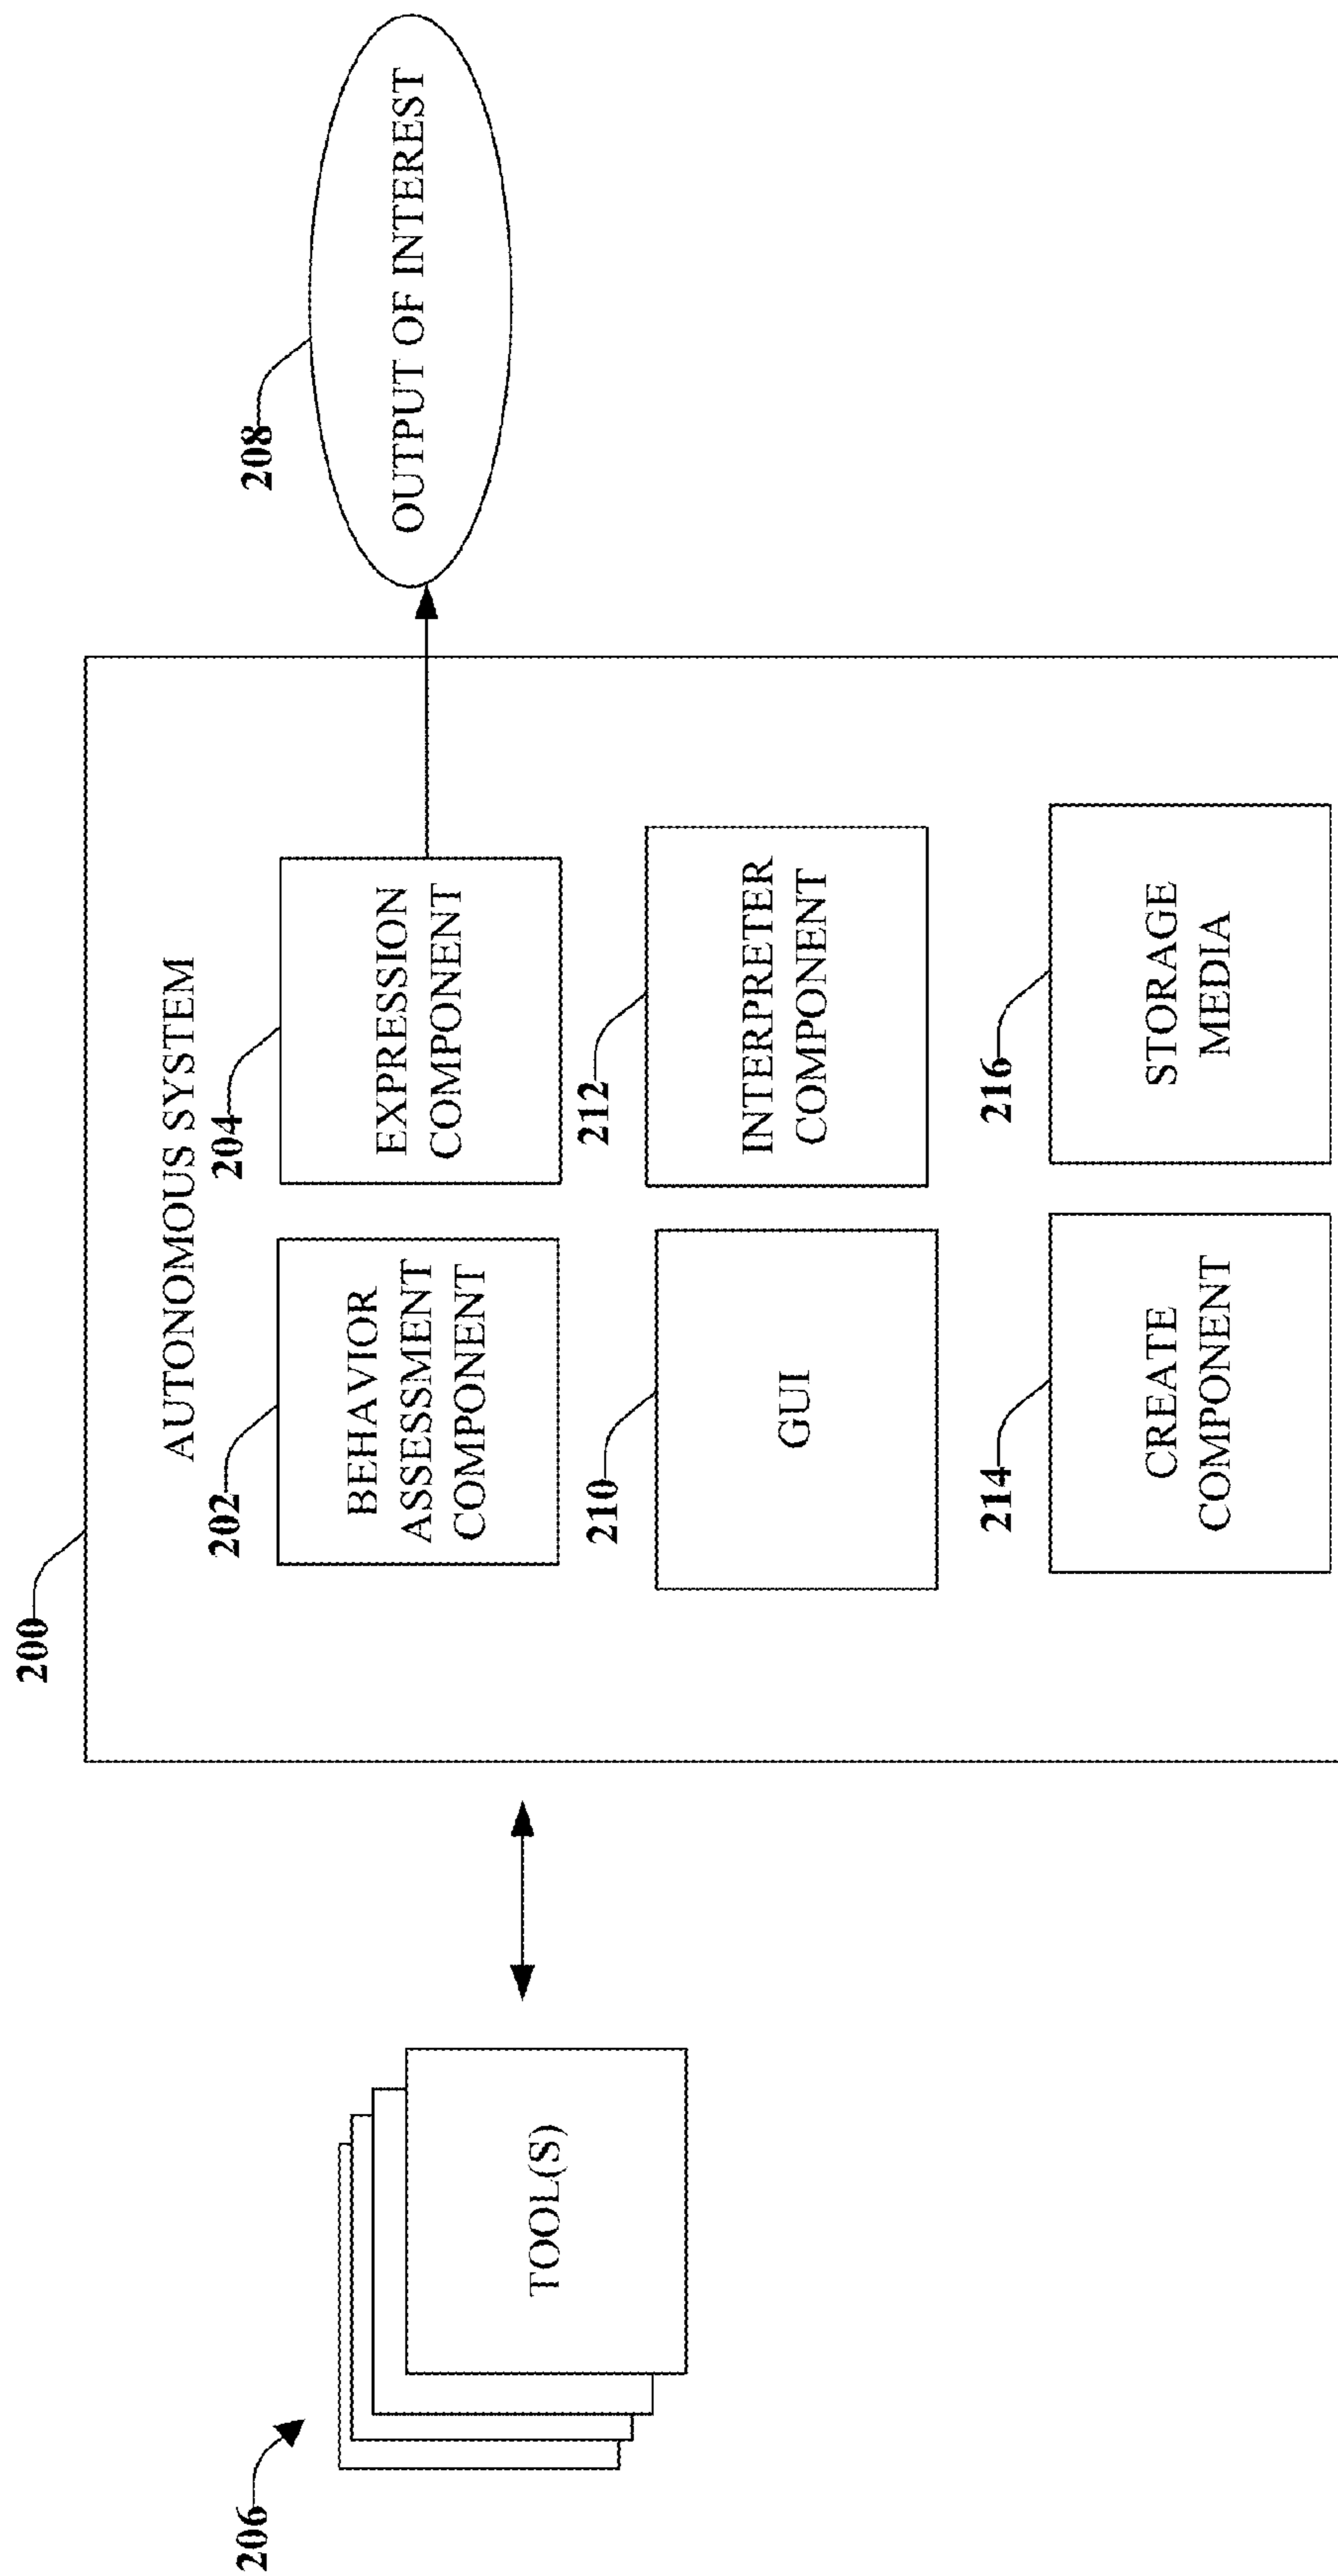 200
AUTONOMOUS SYSTEM
202
BEHAVIOR
ASSESSMENT
COMPONENT
204
EXPRESSION
COMPONENT
208
OUTPUT OF INTEREST
206
TOOL(S)
210
GUI
212
INTERPRETER
COMPONENT
214
CREATE
COMPONENT
216
STORAGE
MEDIA